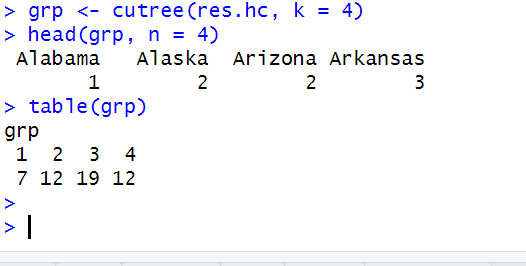 > grp <- cutree(res.hc, k = 4)
> head(grp, n = 4)
 Alabama   Alaska  Arizona Arkansas
       1        2        2        3
> table(grp)
grp
 1  2  3  4
 7 12 19 12
>
>